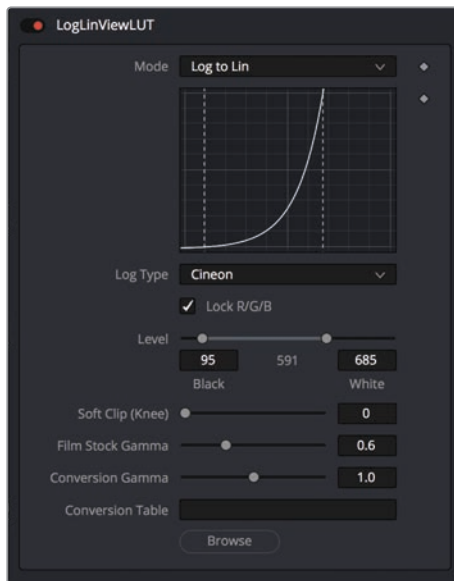 LogLinViewLUT
Mode Log to Lin
Log Type Cineon
Lock R/G/B
Level
95 591 685
Black White
Soft Clip (Knee) 0
Film Stock Gamma 0.6
Conversion Gamma 1.0
Conversion Table
Browse